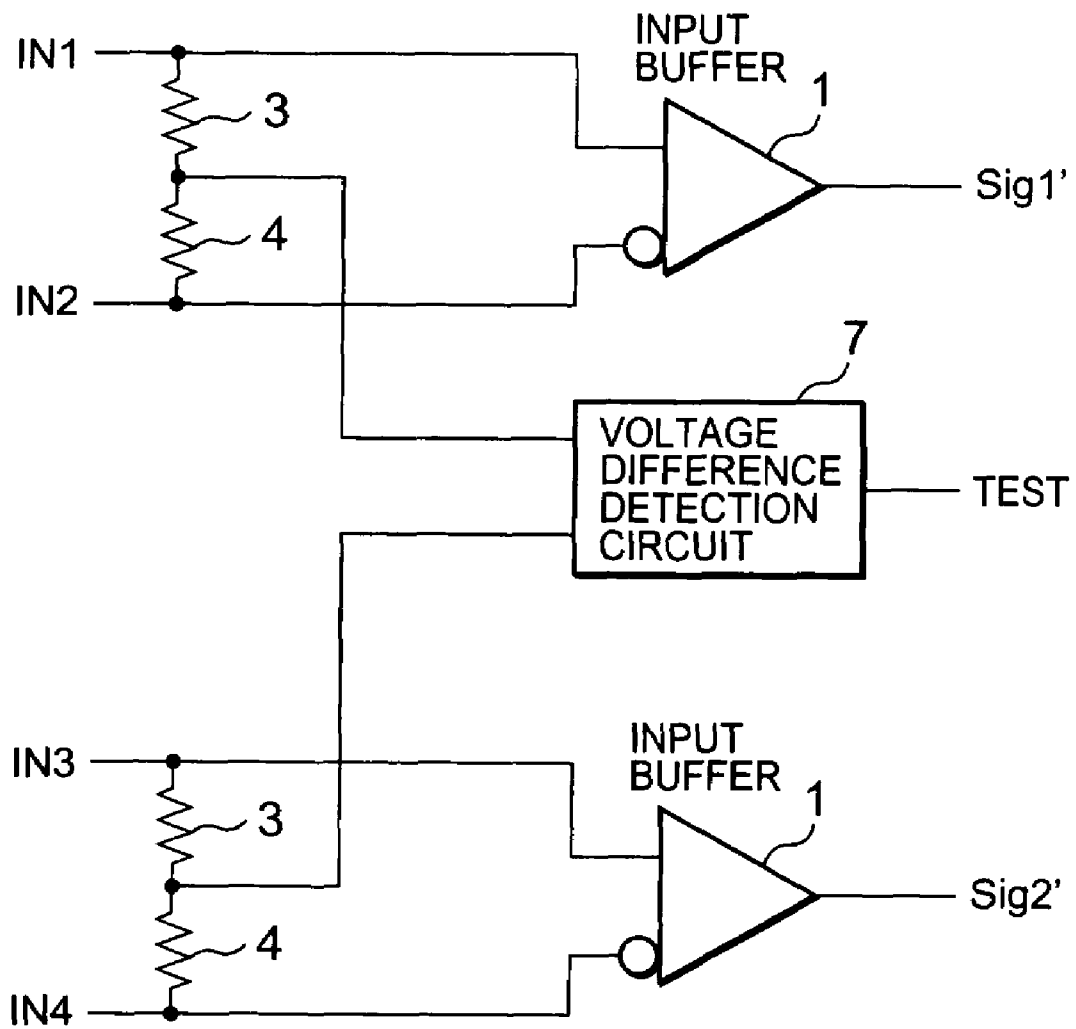 IN1
INPUT
BUFFER
1
3
Sig1’
4
IN2
7
VOLTAGE
DIFFERENCE
DETECTION
CIRCUIT
TEST
IN3
INPUT
BUFFER
1
3
Sig2’
4
IN4